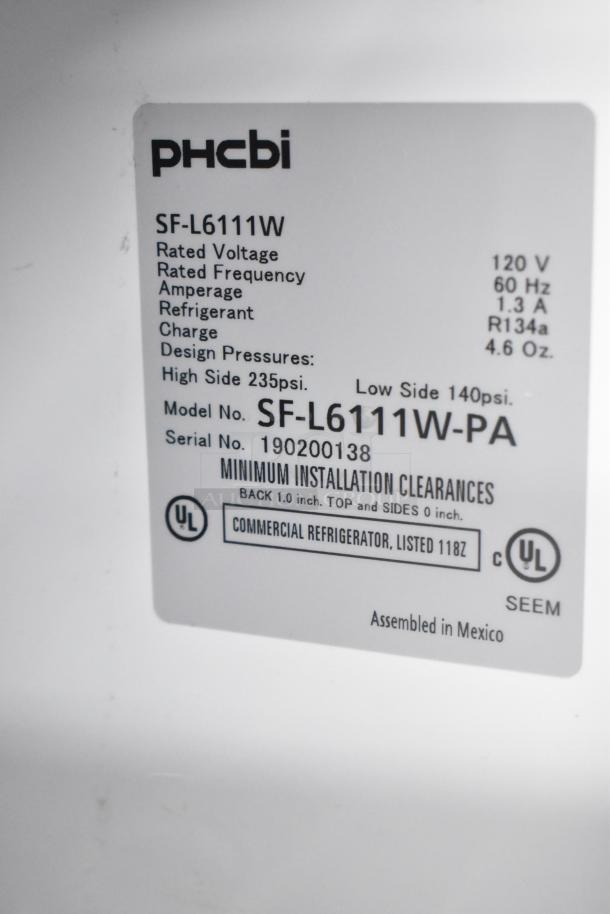 PHCbi
SF-L6111W
Rated Voltage 120 V
Rated Frequency 60 Hz
Amperage 1.3 A
Refrigerant R134a
Charge 4.6 Oz.
Design Pressures:
High Side 235psi. Low Side 140psi.
Model No. SF-L6111W-PA
Serial No. 190200138
MINIMUM INSTALLATION CLEARANCES
BACK 1.0 inch. TOP and SIDES 0 inch.
UL COMMERCIAL REFRIGERATOR, LISTED 118Z C UL
SEEM
Assembled in Mexico